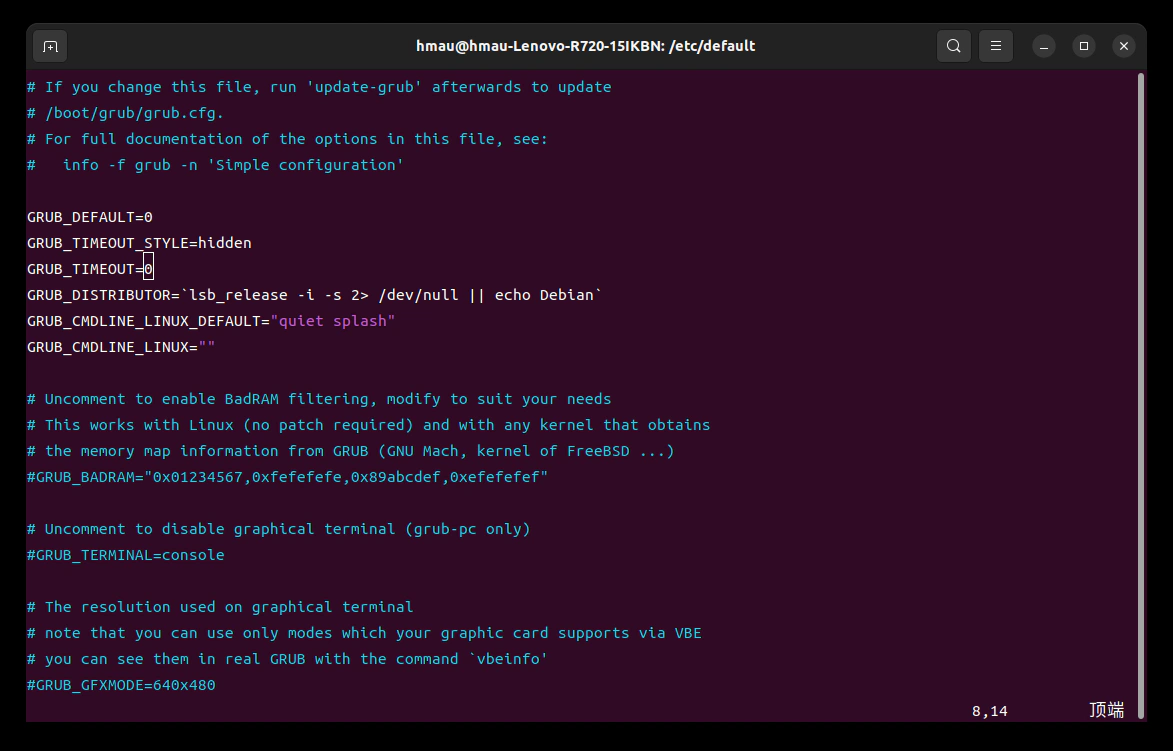 hmau@hmau-Lenovo-R720-15IKBN: /etc/default
# If you change this file, run 'update-grub' afterwards to update
# /boot/grub/grub.cfg.
# For full documentation of the options in this file, see:
#   info -f grub -n 'Simple configuration'

GRUB_DEFAULT=0
GRUB_TIMEOUT_STYLE=hidden
GRUB_TIMEOUT=0
GRUB_DISTRIBUTOR=`lsb_release -i -s 2> /dev/null || echo Debian`
GRUB_CMDLINE_LINUX_DEFAULT="quiet splash"
GRUB_CMDLINE_LINUX=""

# Uncomment to enable BadRAM filtering, modify to suit your needs
# This works with Linux (no patch required) and with any kernel that obtains
# the memory map information from GRUB (GNU Mach, kernel of FreeBSD ...)
#GRUB_BADRAM="0x01234567,0xfefefefe,0x89abcdef,0xefefefef"

# Uncomment to disable graphical terminal (grub-pc only)
#GRUB_TERMINAL=console

# The resolution used on graphical terminal
# note that you can use only modes which your graphic card supports via VBE
# you can see them in real GRUB with the command `vbeinfo'
#GRUB_GFXMODE=640x480
8,14 顶端